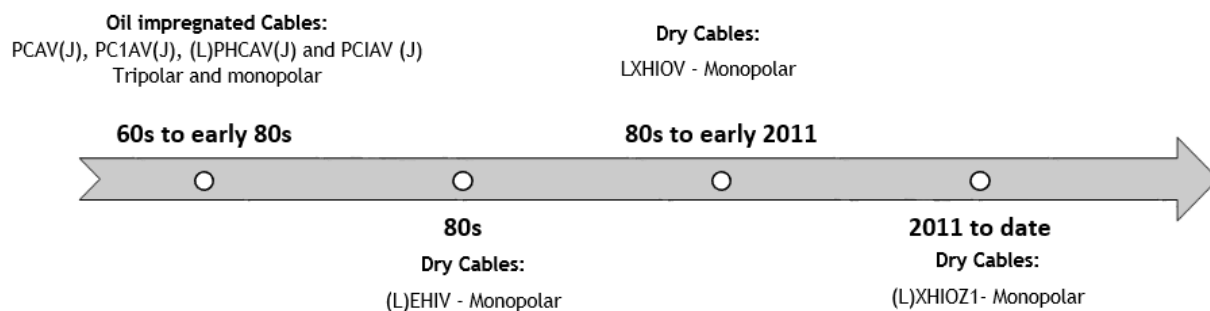 Oil impregnated Cables:
PCAV(J), PC1AV(J), (L)PHCAV(J) and PCIAV (J)
Tripolar and monopolar
60s to early 80s
80s
Dry Cables:
(L)EHIV - Monopolar
Dry Cables:
LXHIOV - Monopolar
80s to early 2011
2011 to date
Dry Cables:
(L)XHIOZ1- Monopolar